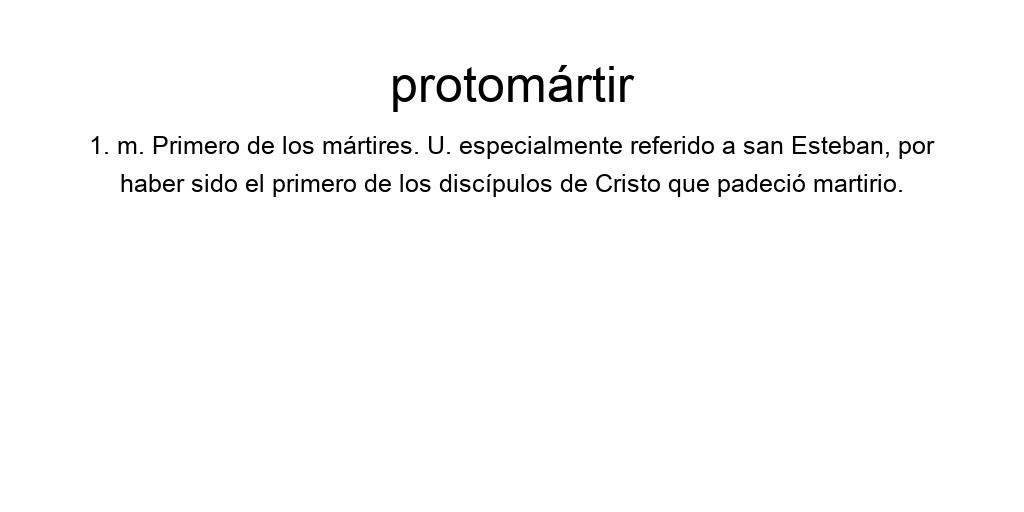 protomártir
1. m. Primero de los mártires. U. especialmente referido a san Esteban, por
haber sido el primero de los discípulos de Cristo que padeció martirio.